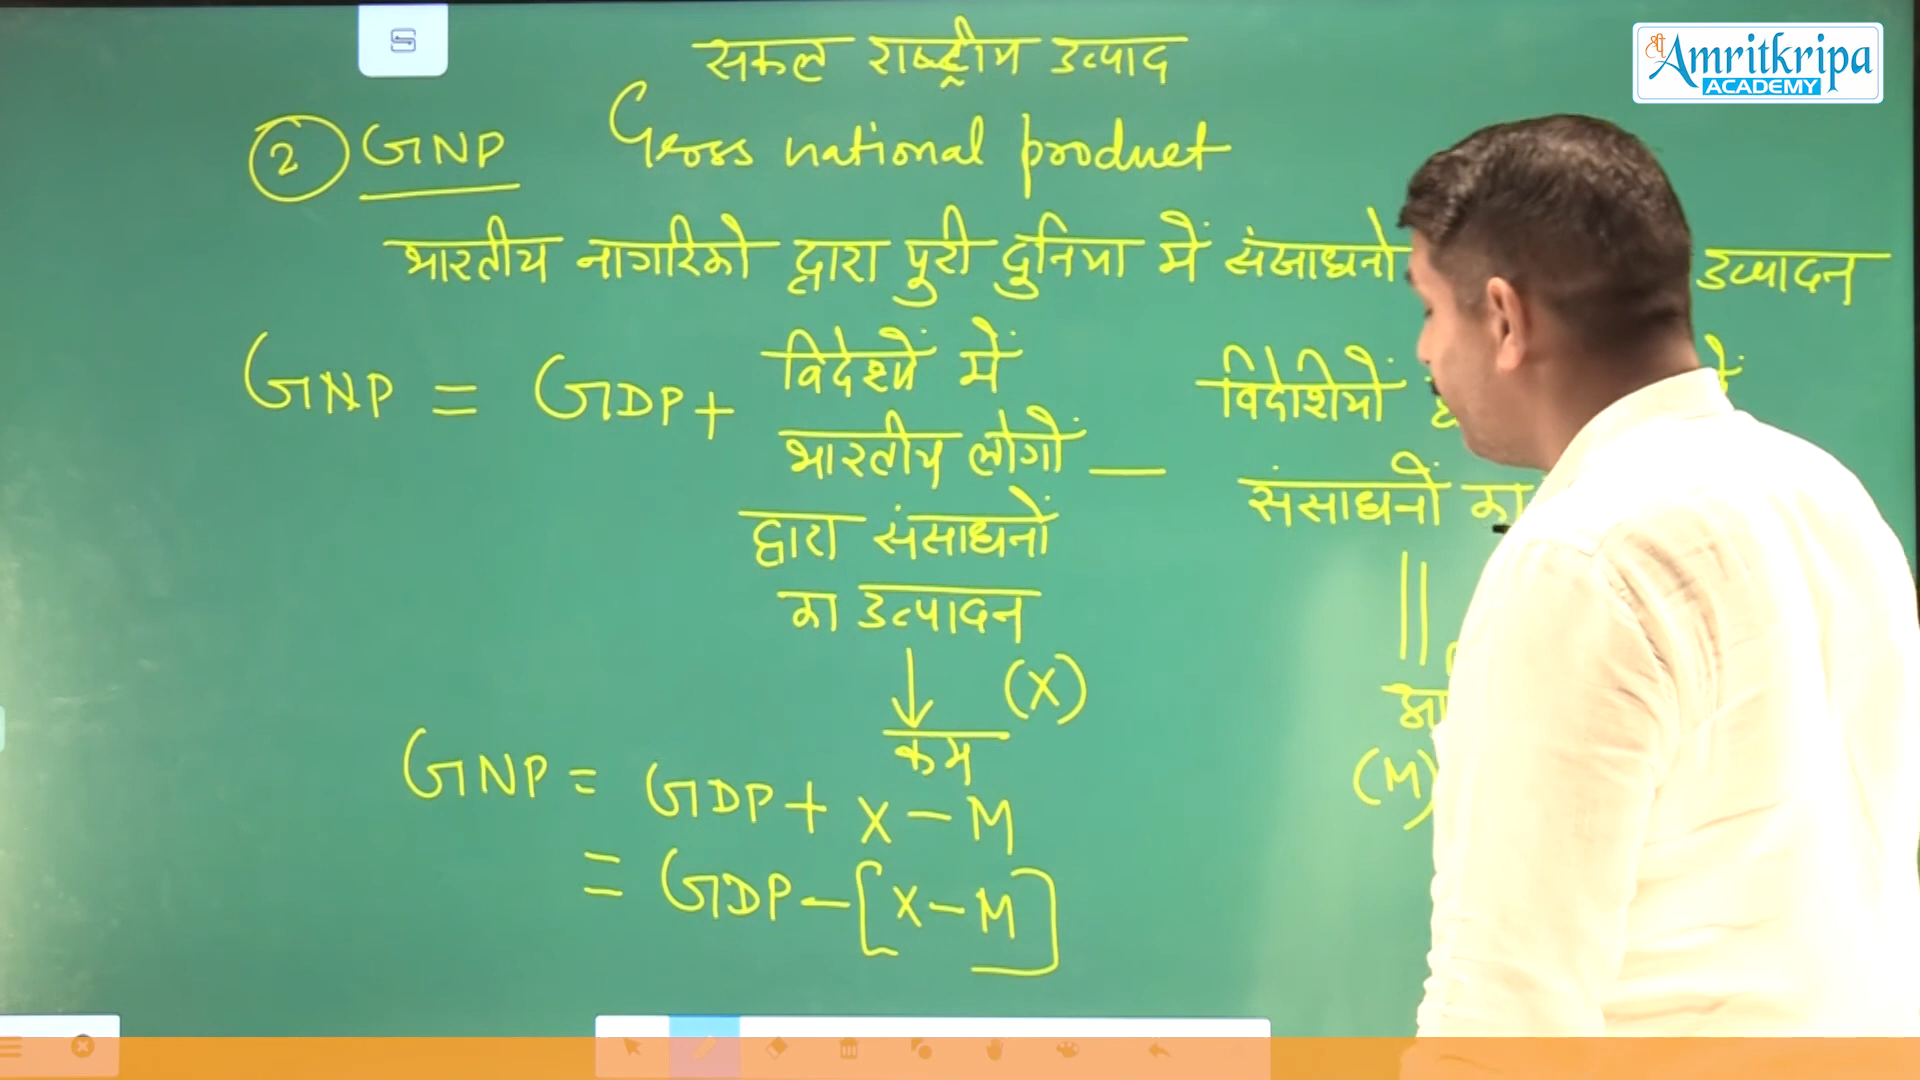 श्री Amritkripa
ACADEMY
सकल राष्ट्रीय उत्पाद
② GNP Gross national product
भारतीय नागरिको द्वारा पुरी दुनिया में संसाधनो उत्पादन
GNP = GDP + विदेशों में भारतीय लोगों द्वारा संसाधनों का उत्पादन — विदेशियों
संसाधनों का
↓ (X)
कम
||
(M)
GNP = GDP + X - M
= GDP - [X - M]